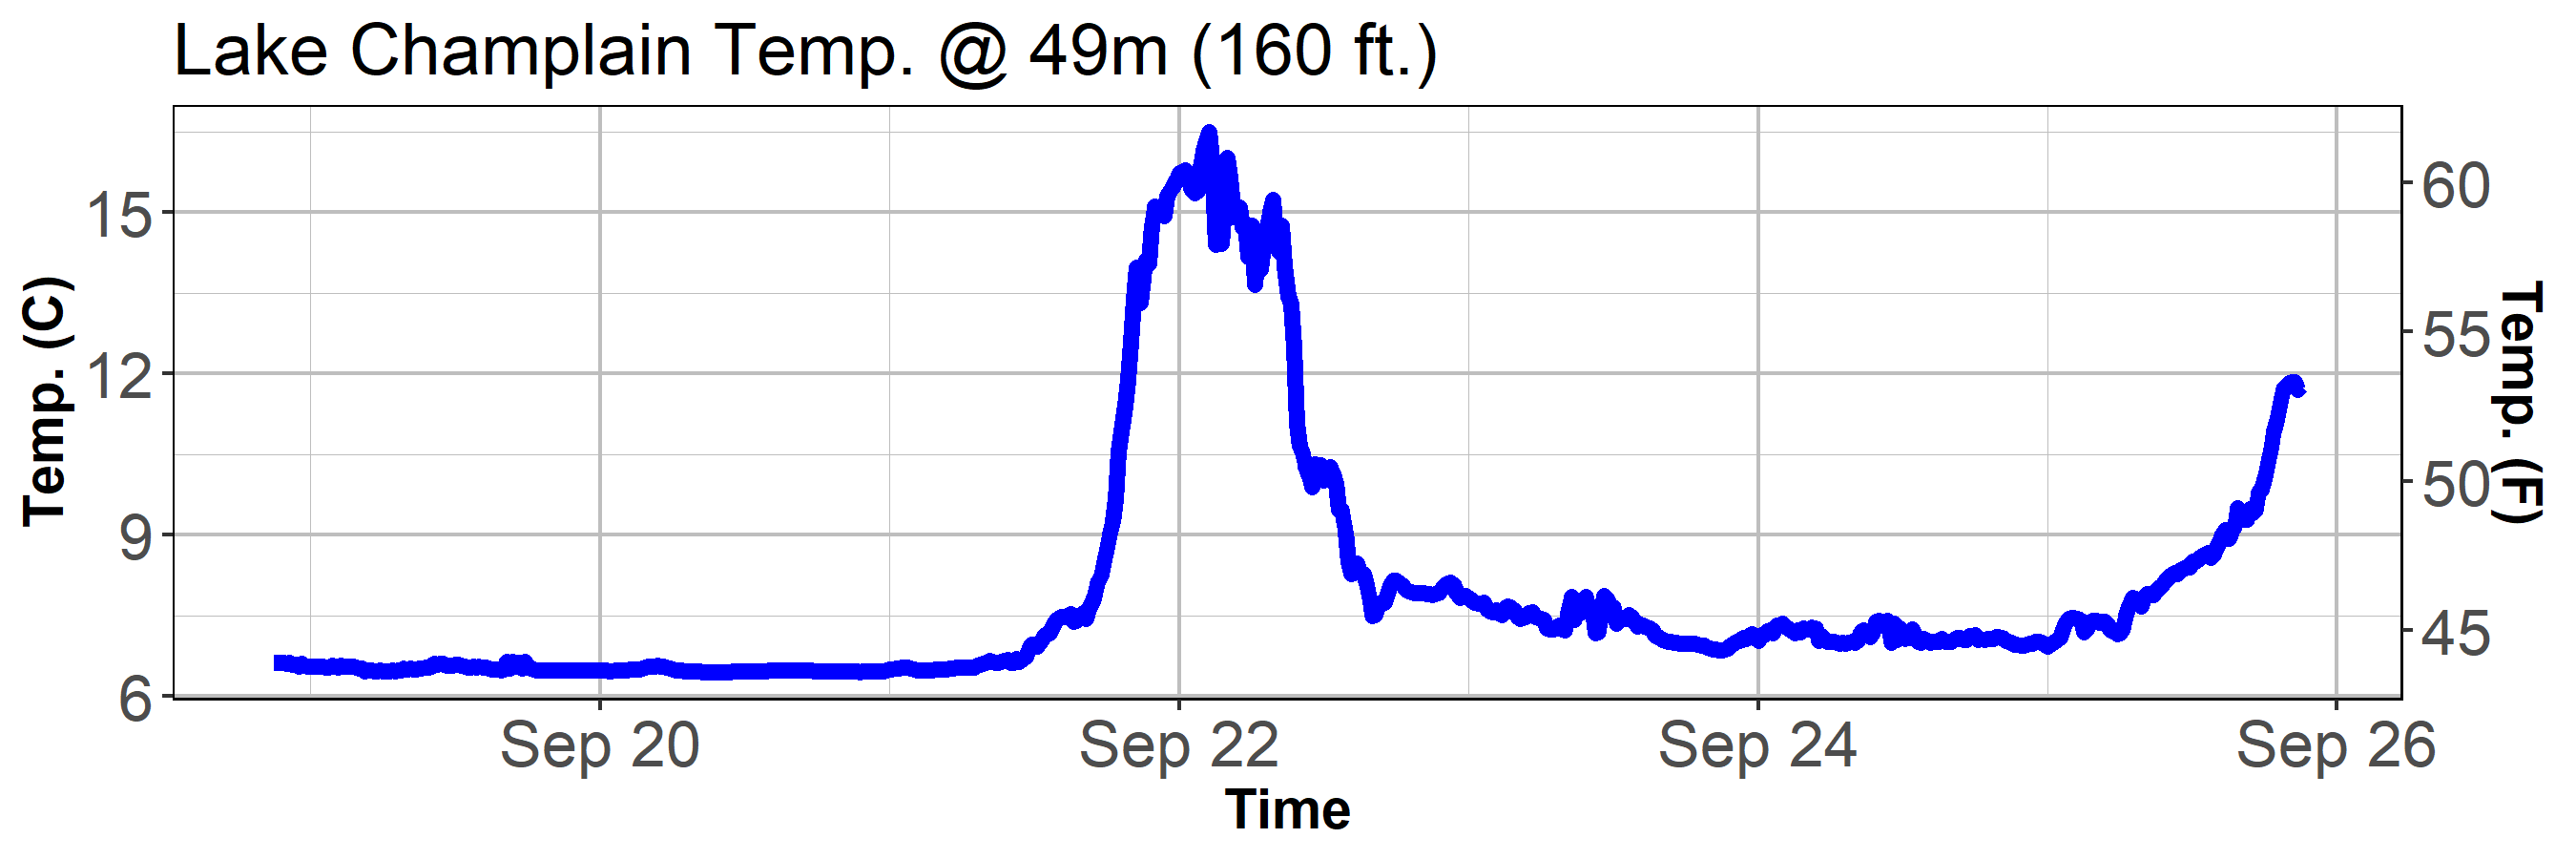 Lake Champlain Temp. @ 49m (160 ft.)
Temp. (C)
15
12
9
6
60
55
50
45
Temp. (F)
Sep 20
Sep 22
Sep 24
Sep 26
Time